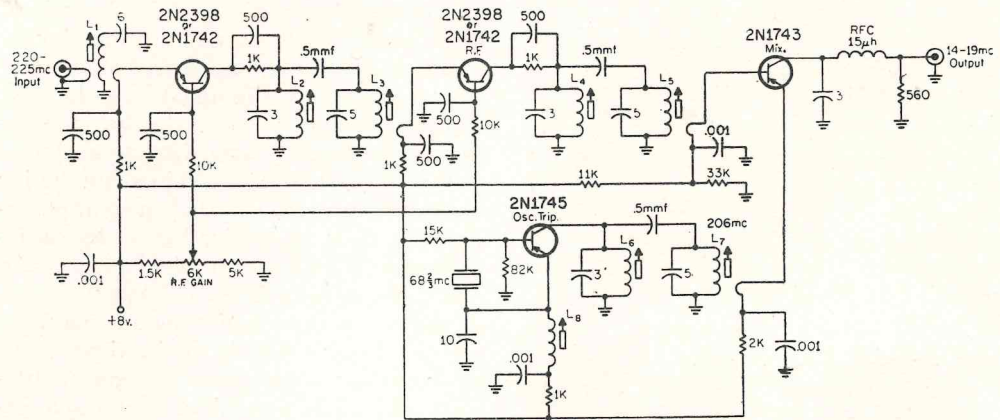 2N2398
or
2N1742
2N2398
or
2N1742
R.F.
2N1743
Mix.
RFC
15μh
220-
225mc
Input
14-19mc
Output
L1
6
500
1K
.5mmf
L2
L3
3
5
500
1K
.5mmf
L4
L5
3
5
3
560
500
500
1K
10K
500
10K
500
1K
.001
33K
11K
2N1745
Osc. Trip.
.5mmf
206mc
15K
82K
68⅔mc
L6
L7
3
5
.001
1.5K
6K
R.F. GAIN
5K
+8v.
10
L8
.001
1K
2K
.001